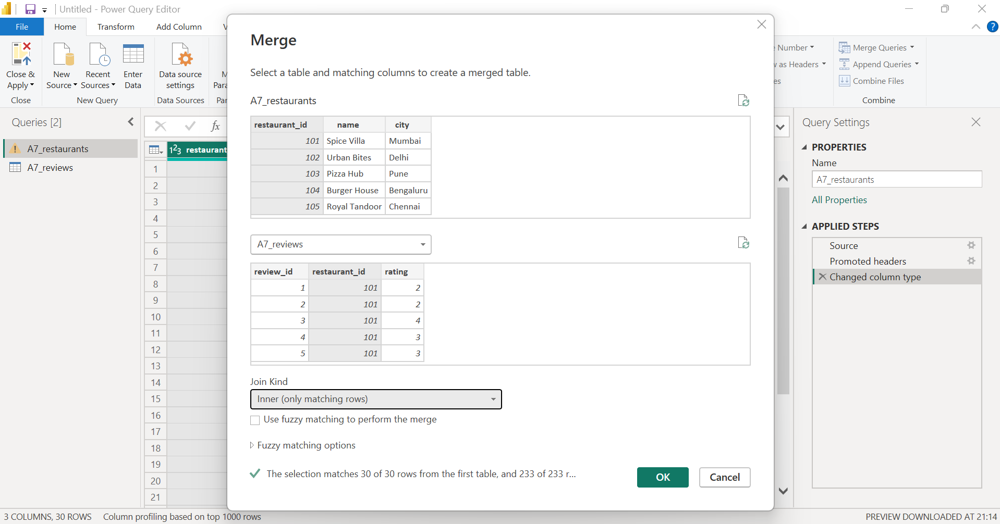 Untitled - Power Query Editor
File Home Transform Add Column V
Close & Apply
New Source
Recent Sources
Enter Data
Data source settings
M
Para
Close
New Query
Data Sources
Par
Number
v as Headers
es
Merge Queries
Append Queries
Combine Files
Combine
?
Queries [2]
A7_restaurants
A7_reviews
fx
1²3 restaurant
1
2
3
4
5
6
7
8
9
10
11
12
13
14
15
16
17
18
19
20
21
Merge
Select a table and matching columns to create a merged table.
A7_restaurants
restaurant_id name city
101 Spice Villa Mumbai
102 Urban Bites Delhi
103 Pizza Hub Pune
104 Burger House Bengaluru
105 Royal Tandoor Chennai
A7_reviews
review_id restaurant_id rating
1 101 2
2 101 2
3 101 4
4 101 3
5 101 3
Join Kind
Inner (only matching rows)
Use fuzzy matching to perform the merge
Fuzzy matching options
The selection matches 30 of 30 rows from the first table, and 233 of 233 r...
OK
Cancel
Query Settings
PROPERTIES
Name
A7_restaurants
All Properties
APPLIED STEPS
Source
Promoted headers
Changed column type
3 COLUMNS, 30 ROWS Column profiling based on top 1000 rows
PREVIEW DOWNLOADED AT 21:14